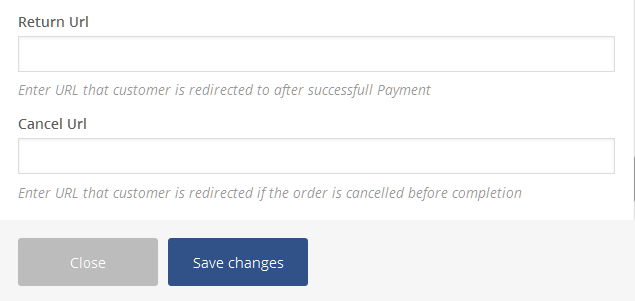 Return Url
Enter URL that customer is redirected to after successfull Payment
Cancel Url
Enter URL that customer is redirected if the order is cancelled before completion
Close
Save changes